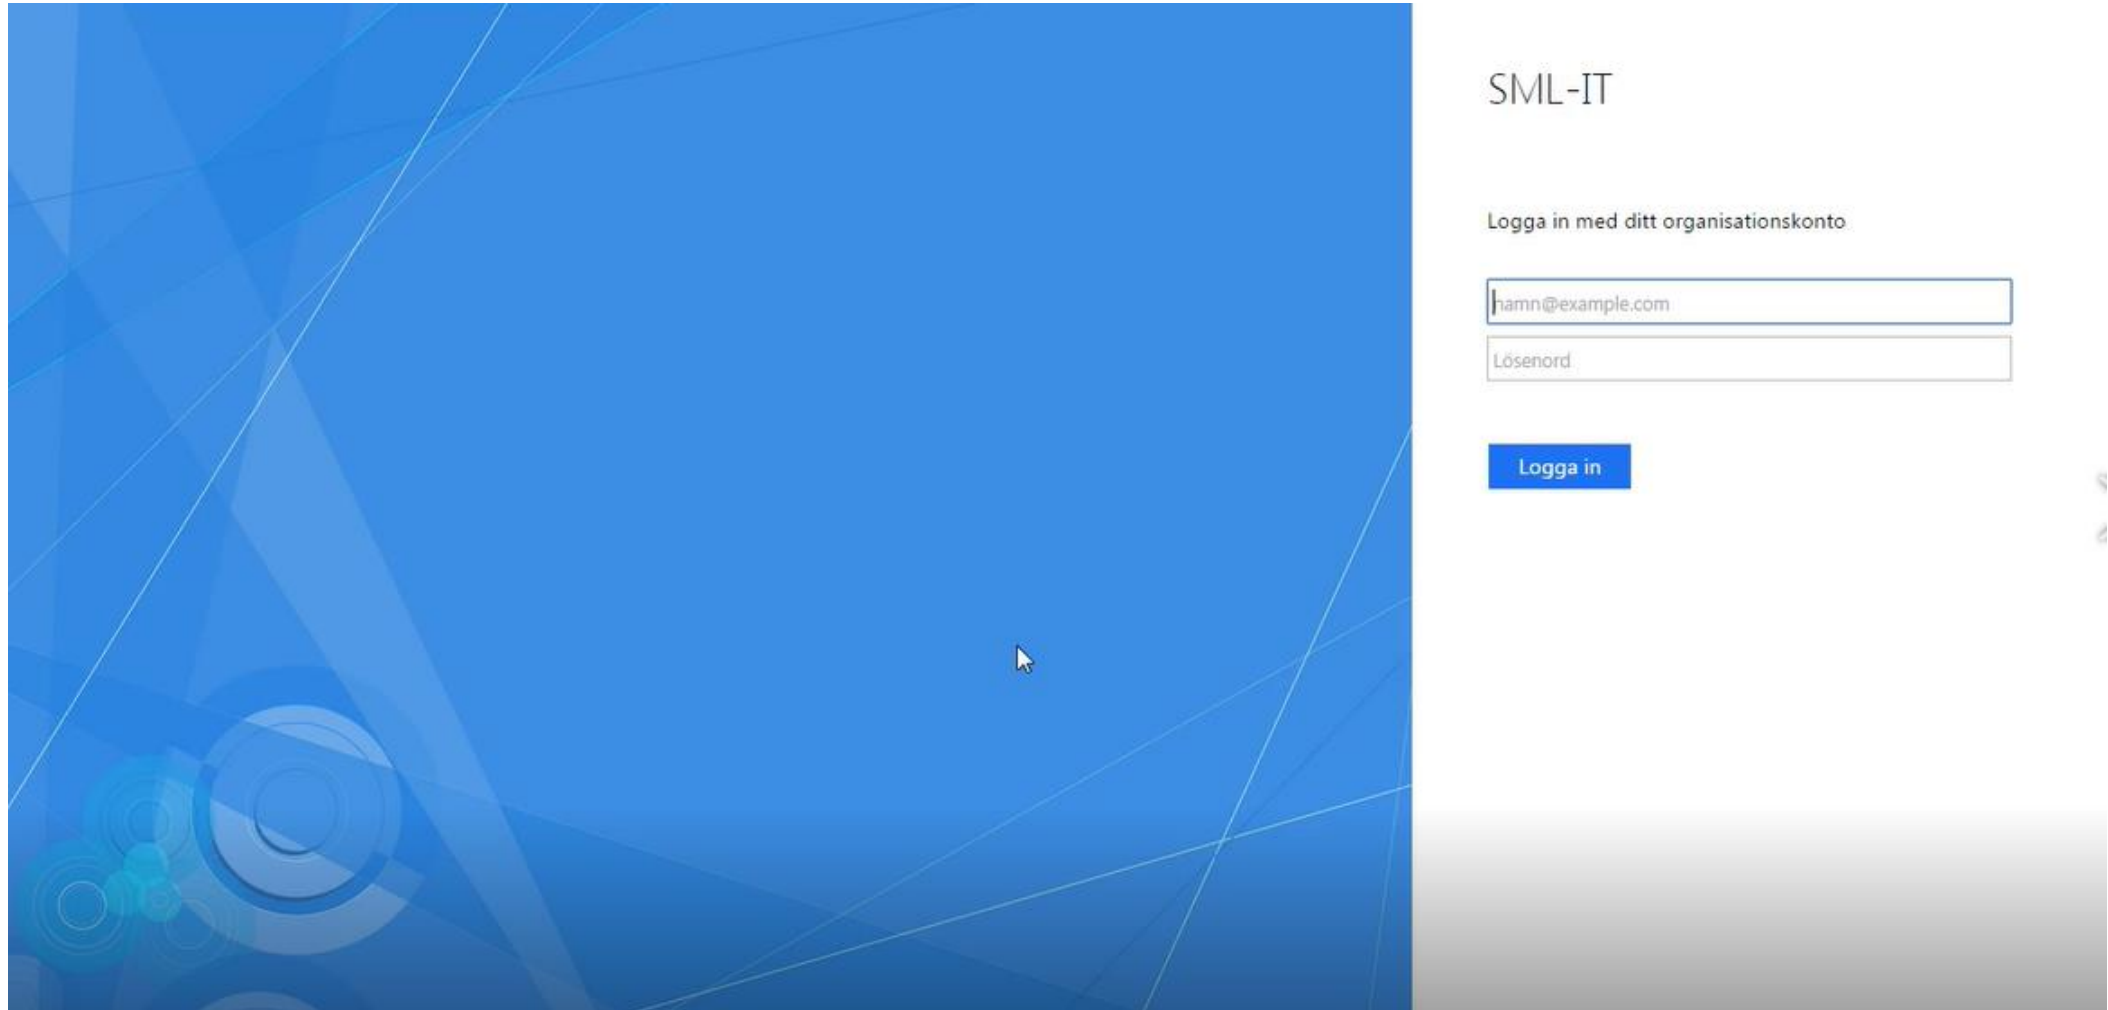 SML-IT
Logga in med ditt organisationskonto
namn@example.com
Lösenord
Logga in